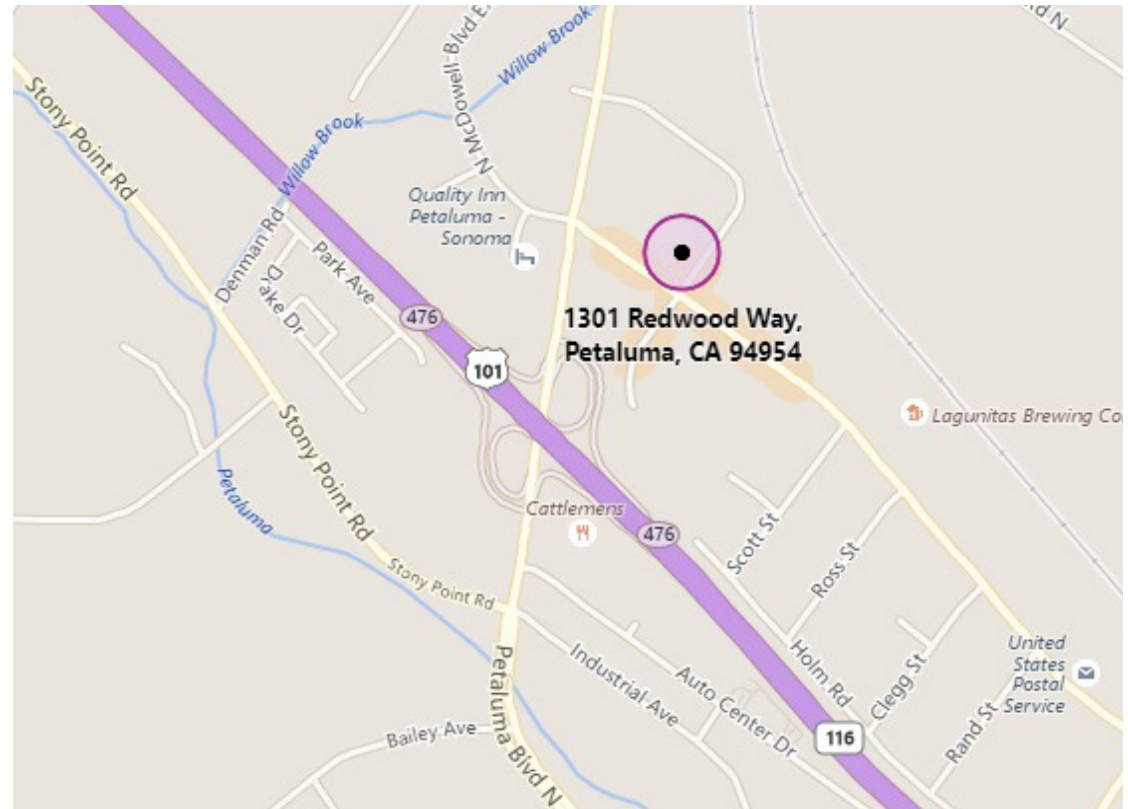 rd N
N McDowell Blvd E
Willow Brook
Stony Point Rd
Willow Brook
Quality Inn
Petaluma -
Sonoma
Denman Rd
Park Ave
Drake Dr
476
101
1301 Redwood Way,
Petaluma, CA 94954
Stony Point Rd
Lagunitas Brewing Co
Petaluma
Cattlemens
476
Scott St
Ross St
Stony Point Rd
Petaluma Blvd N
Industrial Ave
Auto Center Dr
Holm Rd
Clegg St
Rand St
United
States
Postal
Service
116
Bailey Ave